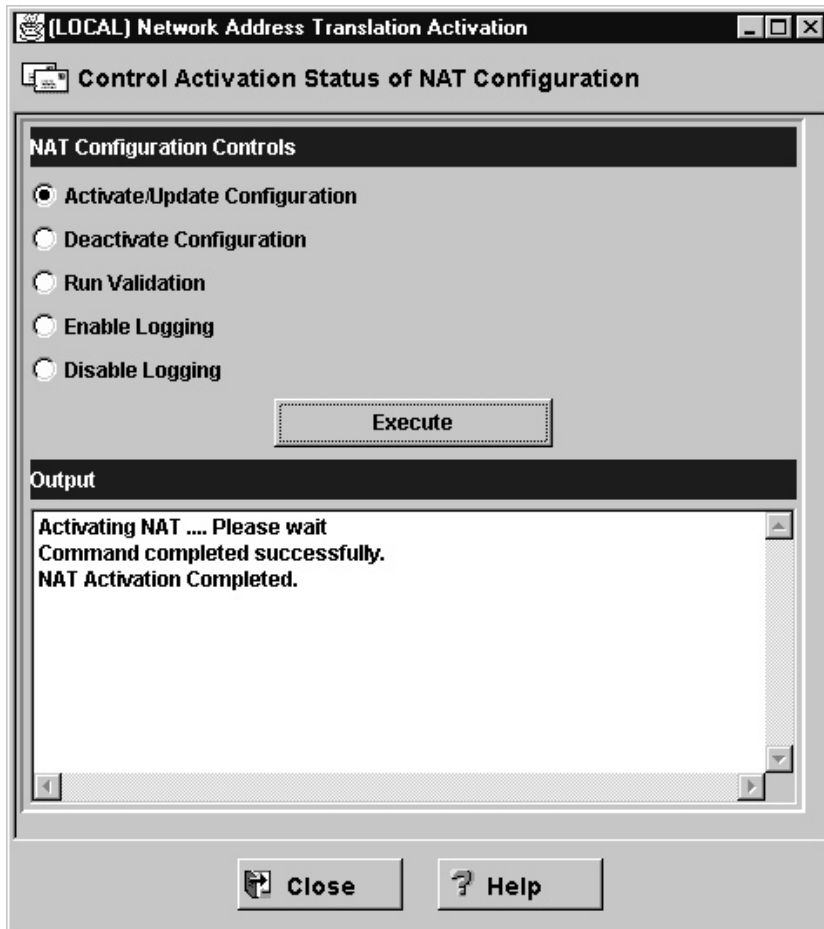 (LOCAL) Network Address Translation Activation
Control Activation Status of NAT Configuration
NAT Configuration Controls
Activate/Update Configuration
Deactivate Configuration
Run Validation
Enable Logging
Disable Logging
Execute
Output
Activating NAT .... Please wait
Command completed successfully.
NAT Activation Completed.
Close
Help